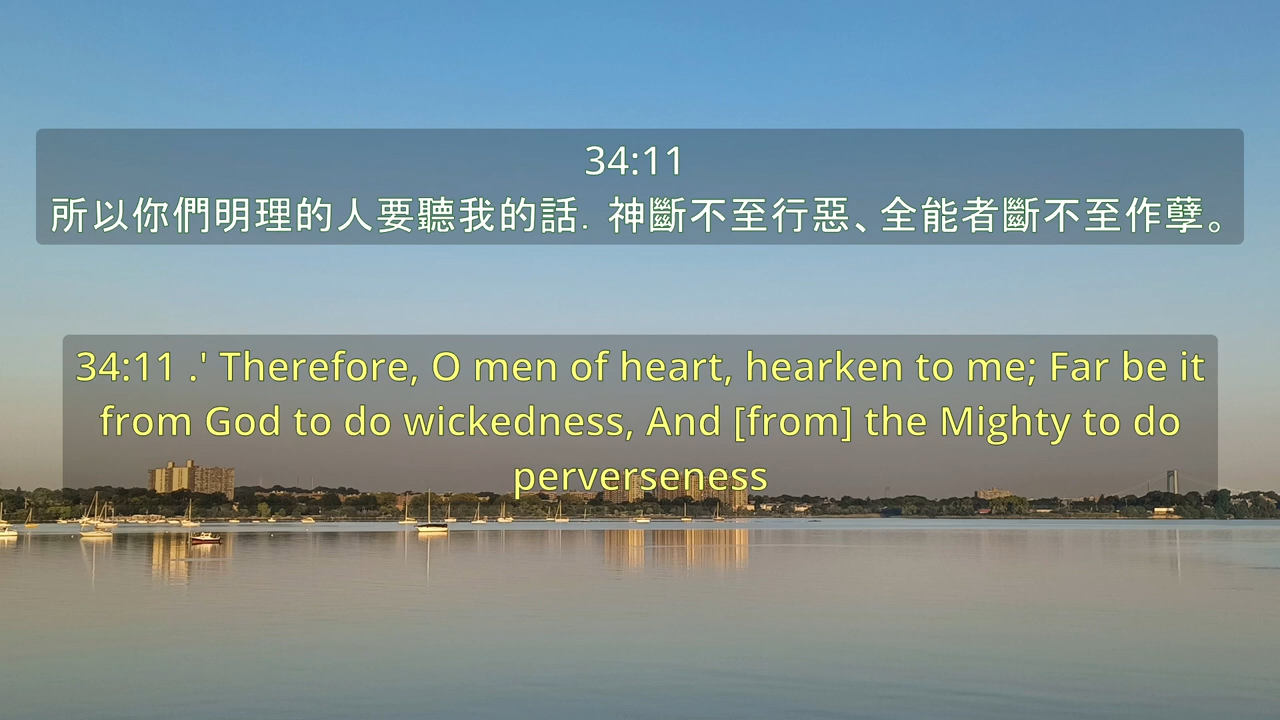 34:11
所以你們明理的人要聽我的話. 神斷不至行惡、全能者斷不至作孽。
34:11 .' Therefore, O men of heart, hearken to me; Far be it
from God to do wickedness, And [from] the Mighty to do
perverseness